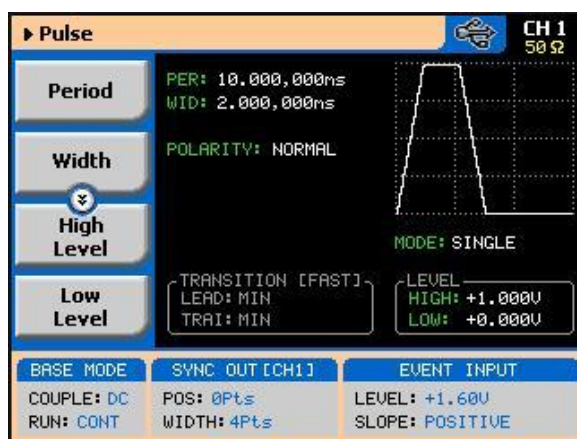 Pulse
CH 1
50 Ω
Period
Width
High
Level
Low
Level
PER: 10.000,000ms
WID: 2.000,000ms
POLARITY: NORMAL
MODE: SINGLE
TRANSITION [FAST]
LEAD: MIN
TRAI: MIN
LEVEL
HIGH: +1.000V
LOW: +0.000V
BASE MODE
COUPLE: DC
RUN: CONT
SYNC OUT [CH1]
POS: 0Pts
WIDTH: 4Pts
EVENT INPUT
LEVEL: +1.60V
SLOPE: POSITIVE